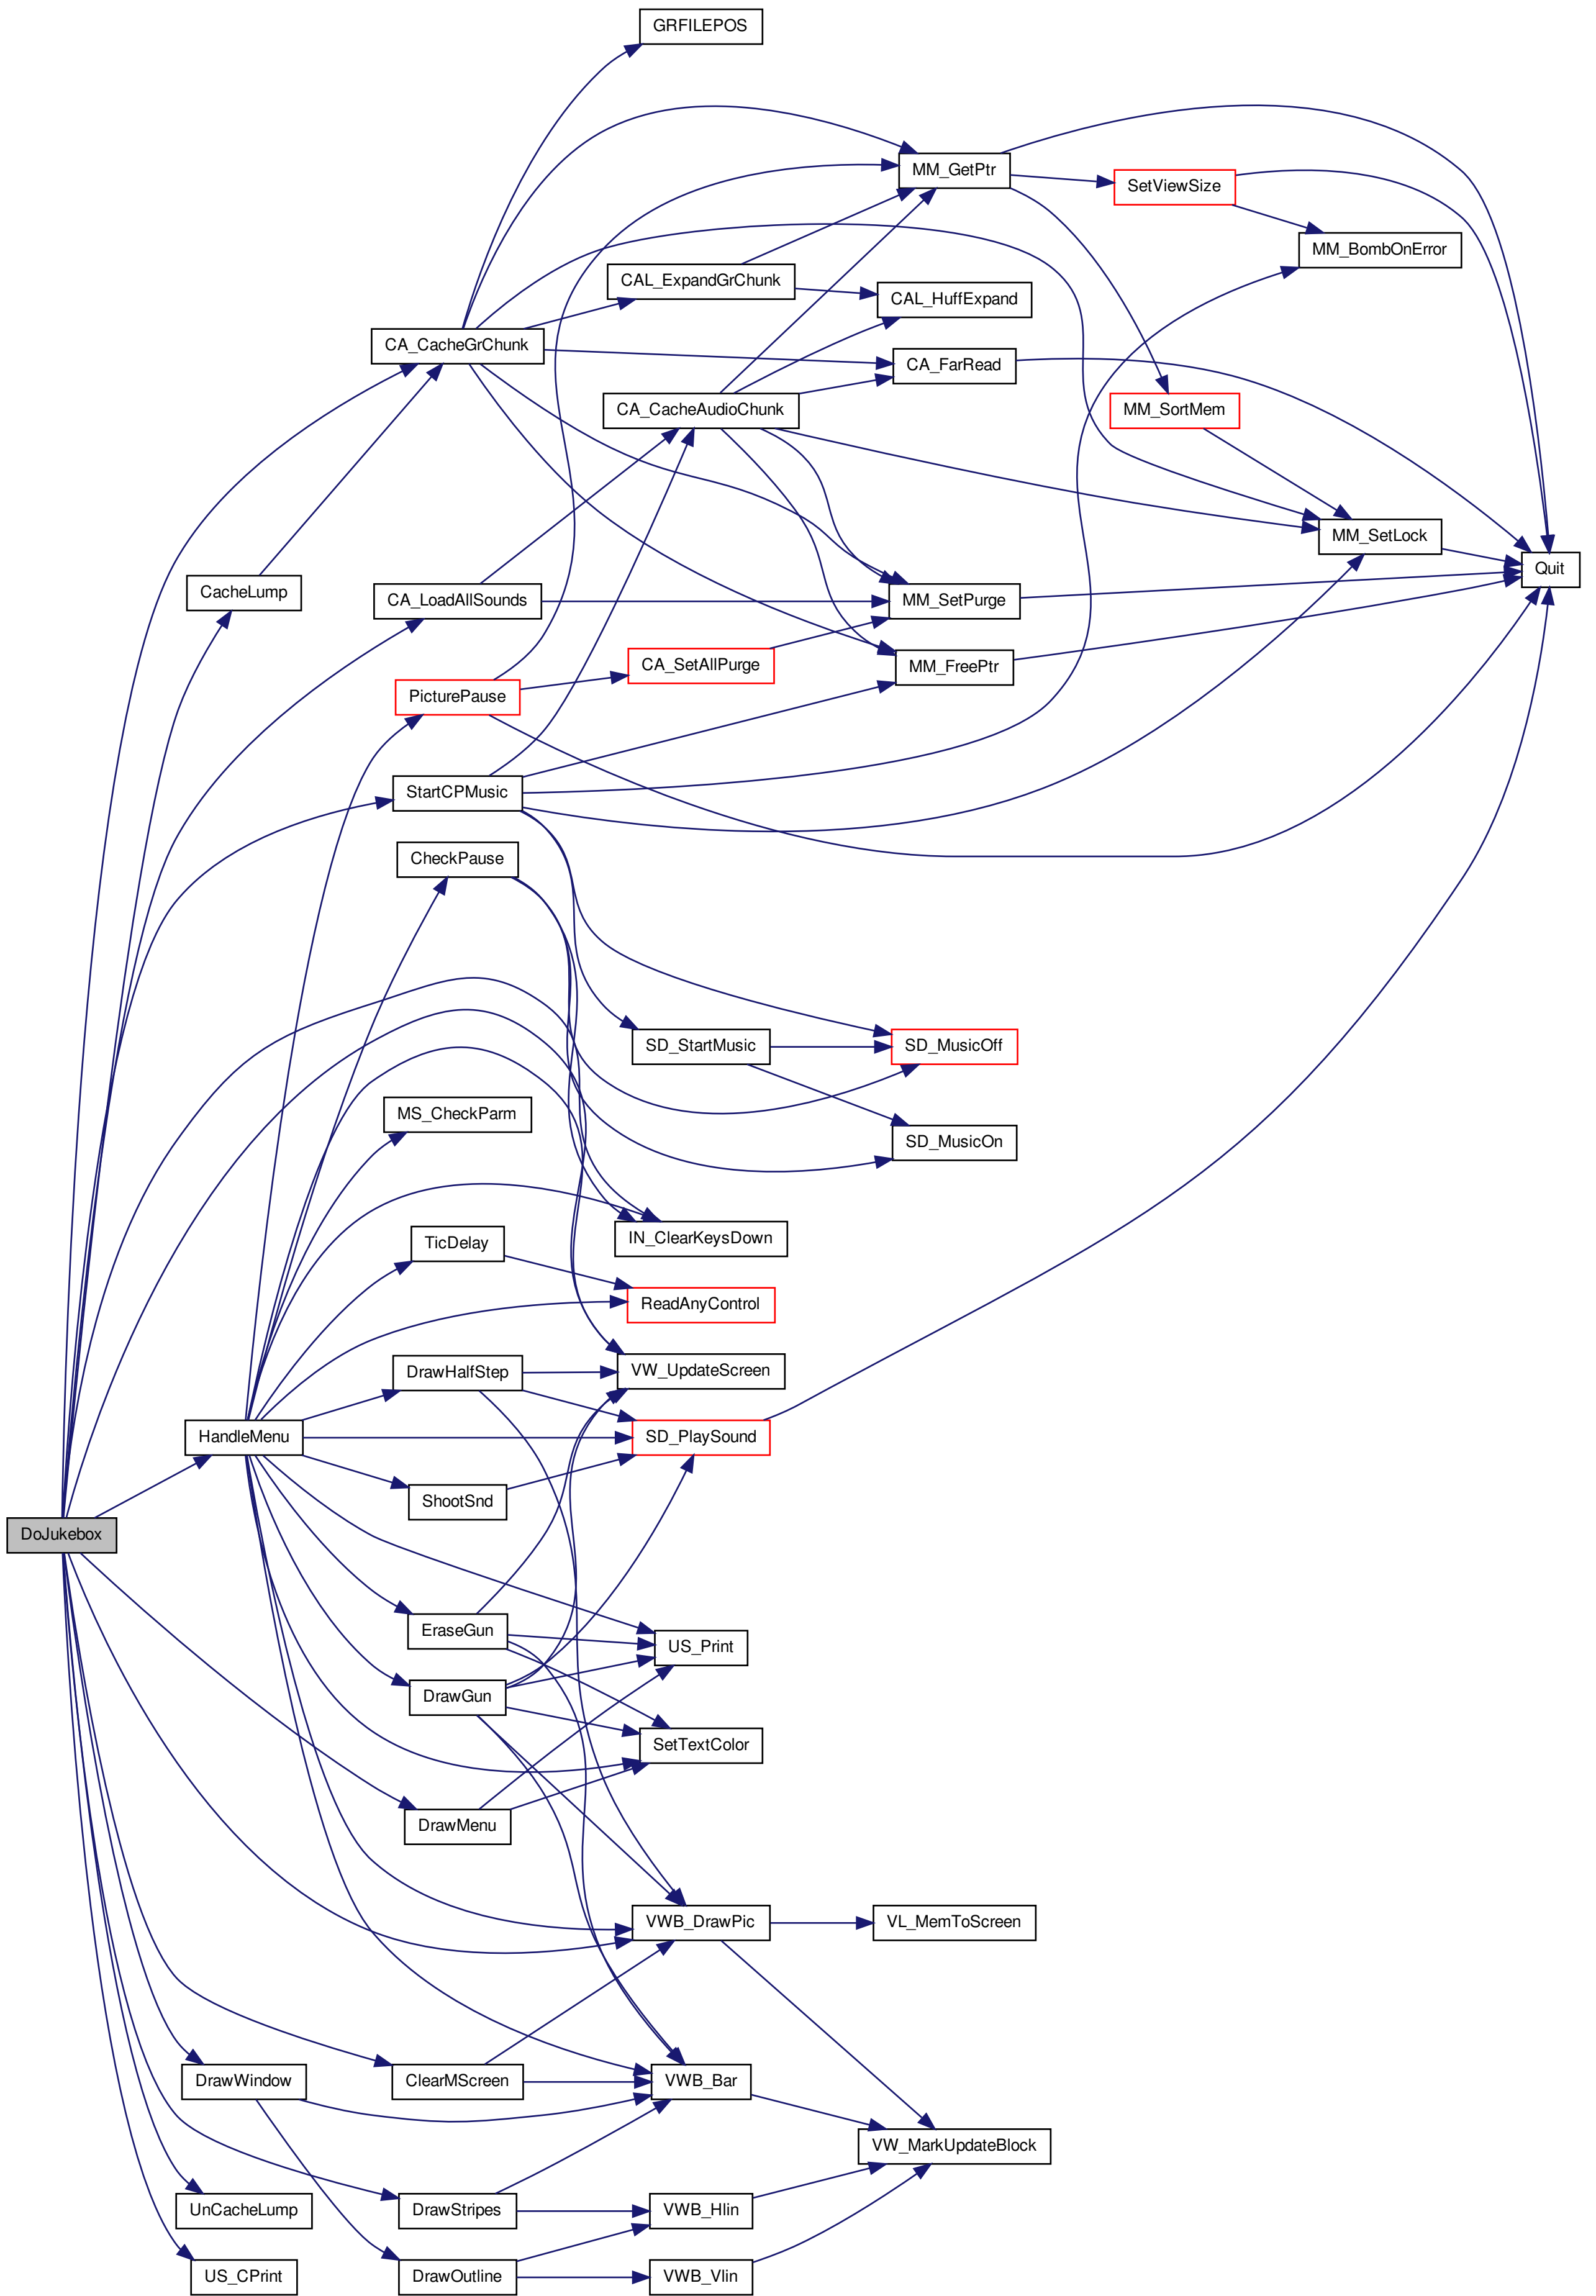 GRFILEPOS
MM_GetPtr
SetViewSize
MM_BombOnError
CAL_ExpandGrChunk
CAL_HuffExpand
CA_CacheGrChunk
CA_FarRead
CA_CacheAudioChunk
MM_SortMem
MM_SetLock
Quit
CacheLump
CA_LoadAllSounds
MM_SetPurge
CA_SetAllPurge
MM_FreePtr
PicturePause
StartCPMusic
CheckPause
SD_StartMusic
SD_MusicOff
MS_CheckParm
SD_MusicOn
TicDelay
IN_ClearKeysDown
ReadAnyControl
DrawHalfStep
VW_UpdateScreen
HandleMenu
SD_PlaySound
ShootSnd
DoJukebox
EraseGun
US_Print
DrawGun
SetTextColor
DrawMenu
VWB_DrawPic
VL_MemToScreen
DrawWindow
ClearMScreen
VWB_Bar
VW_MarkUpdateBlock
UnCacheLump
DrawStripes
VWB_Hlin
US_CPrint
DrawOutline
VWB_Vlin